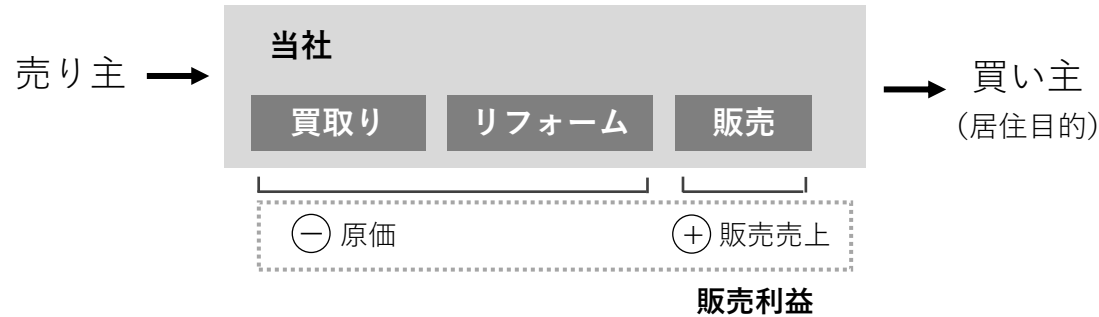 当社
売り主
買取り
リフォーム
販売
買い主
(居住目的)
－ 原価
＋ 販売売上
販売利益